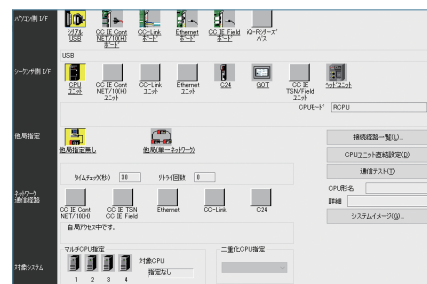 パソコン側 I/F
シリアル
USB
CC IE Cont
NET/10(H)
ボード
CC-Link
ボード
Ethernet
ボード
CC IE Field
ボード
iQ-Rシリーズ
バス
USB
シーケンサ側 I/F
CPU
ユニット
CC IE Cont
NET/10(H)
ユニット
CC-Link
ユニット
Ethernet
ユニット
C24
GOT
CC IE
TSN/Field
ユニット
ヘッドユニット
CPUモード RCPU
他局指定
他局指定無し
他局(単一ネットワーク)
タイムチェック(秒) 30 リトライ回数 0
ネットワーク
通信経路
CC IE Cont
NET/10(H)
CC IE TSN
CC IE Field
Ethernet
CC-Link
C24
自局アクセス中です。
接続経路一覧(L)...
CPUユニット直結設定(D)
通信テスト(T)
CPU形名
詳細
システムイメージ(G)...
対象システム
マルチCPU指定
1 2 3 4
対象CPU
指定なし
二重化CPU指定